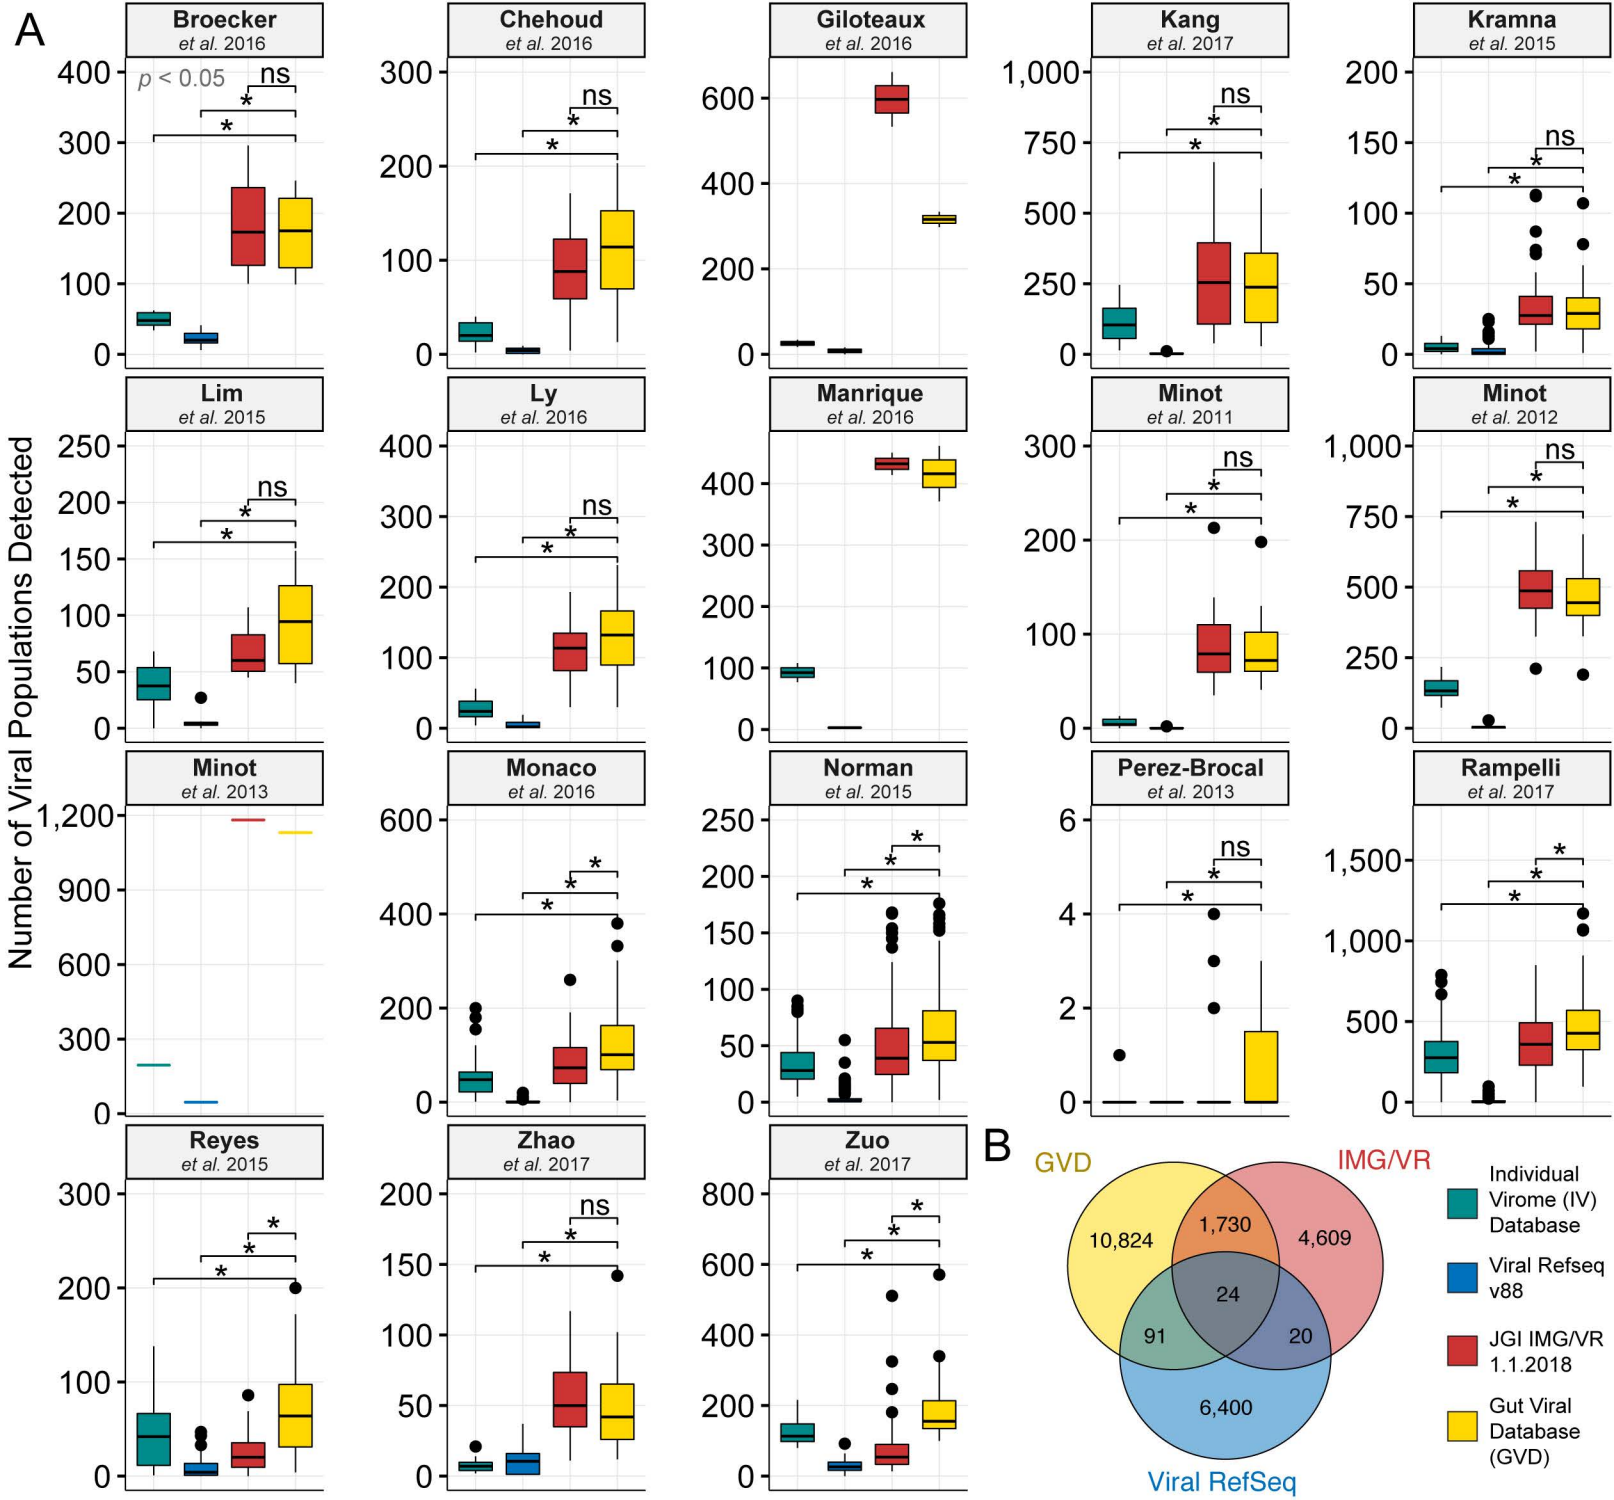 A
Number of Viral Populations Detected
Broecker
et al. 2016
400
300
200
100
0
p < 0.05
ns
*
*
Chehoud
et al. 2016
300
200
100
0
ns
*
*
Giloteaux
et al. 2016
600
400
200
0
Kang
et al. 2017
1,000
750
500
250
0
ns
*
*
Kramna
et al. 2015
200
150
100
50
0
ns
*
*
Lim
et al. 2015
250
200
150
100
50
0
ns
*
*
Ly
et al. 2016
400
300
200
100
0
ns
*
*
Manrique
et al. 2016
400
300
200
100
0
Minot
et al. 2011
300
200
100
0
ns
*
*
Minot
et al. 2012
1,000
750
500
250
0
ns
*
*
Minot
et al. 2013
1,200
900
600
300
0
Monaco
et al. 2016
600
400
200
0
*
*
*
Norman
et al. 2015
250
200
150
100
50
0
*
*
*
Perez-Brocal
et al. 2013
6
4
2
0
ns
*
*
Rampelli
et al. 2017
1,500
1,000
500
0
*
*
*
Reyes
et al. 2015
300
200
100
0
*
*
*
Zhao
et al. 2017
200
150
100
50
0
ns
*
*
Zuo
et al. 2017
800
600
400
200
0
*
*
*
B
GVD
IMG/VR
10,824
1,730
4,609
24
91
20
6,400
Viral RefSeq
Individual
Virome (IV)
Database
Viral Refseq
v88
JGI IMG/VR
1.1.2018
Gut Viral
Database
(GVD)